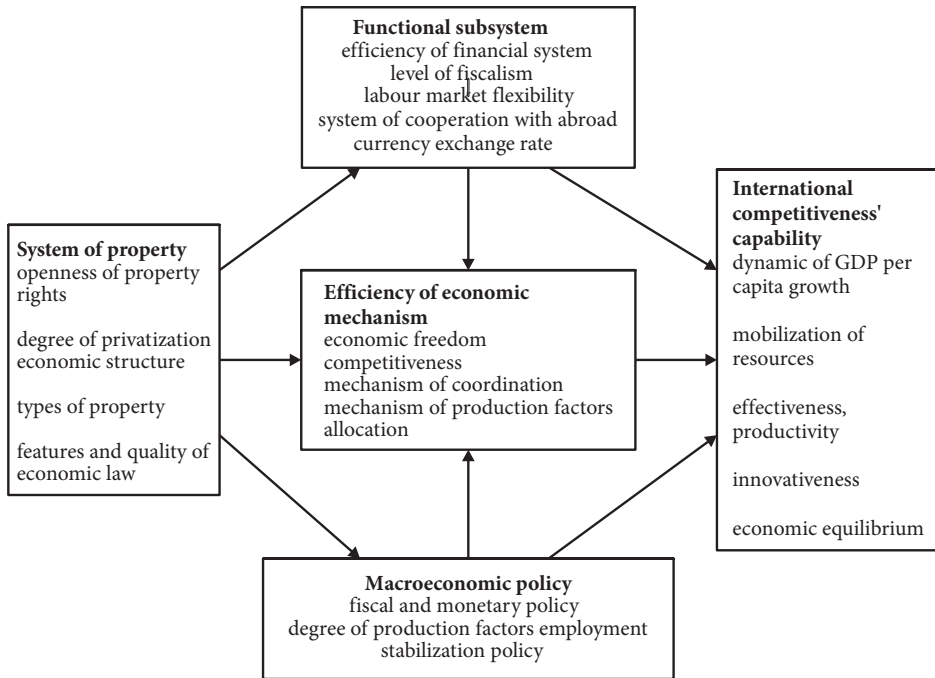 Functional subsystem
efficiency of financial system
level of fiscalism
labour market flexibility
system of cooperation with abroad
currency exchange rate
System of property
openness of property
rights
degree of privatization
economic structure
types of property
features and quality of
economic law
Efficiency of economic
mechanism
economic freedom
competitiveness
mechanism of coordination
mechanism of production factors
allocation
International
competitiveness'
capability
dynamic of GDP per
capita growth
mobilization of
resources
effectiveness,
productivity
innovativeness
economic equilibrium
Macroeconomic policy
fiscal and monetary policy
degree of production factors employment
stabilization policy